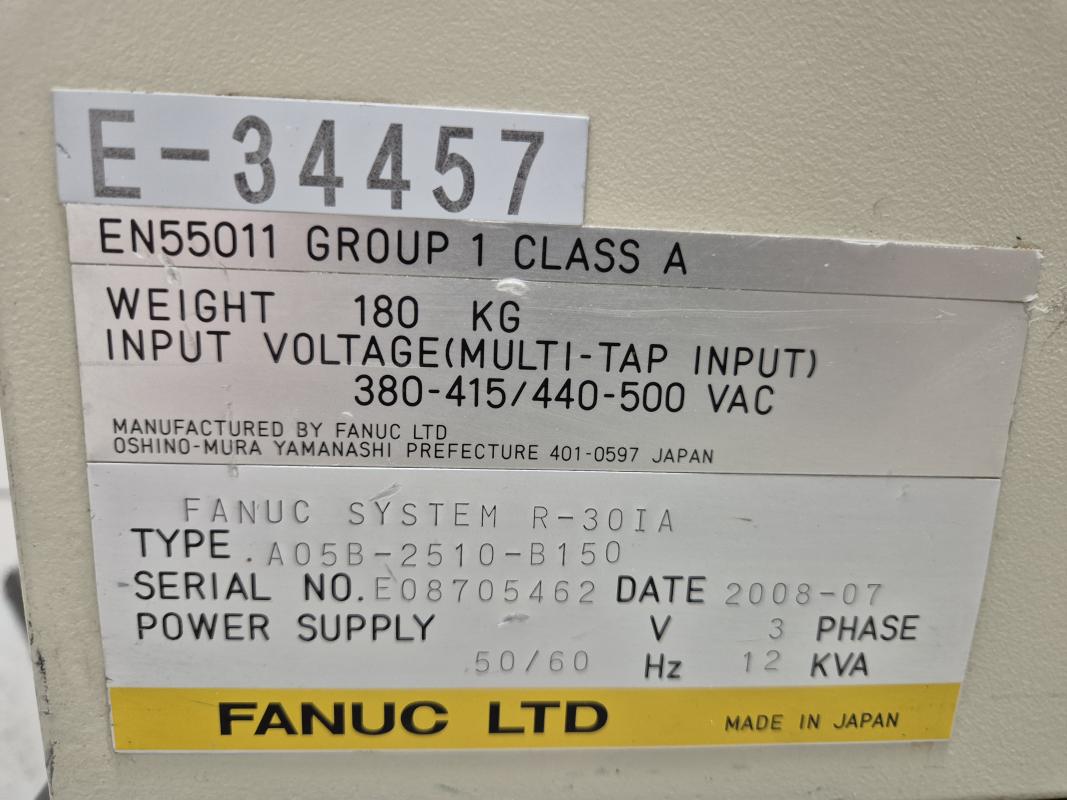 E-34457
EN55011 GROUP 1 CLASS A
WEIGHT 180 KG
INPUT VOLTAGE(MULTI-TAP INPUT)
380-415/440-500 VAC
MANUFACTURED BY FANUC LTD
OSHINO-MURA YAMANASHI PREFECTURE 401-0597 JAPAN
FANUC SYSTEM R-30IA
TYPE A05B-2510-B150
SERIAL NO. E08705462 DATE 2008-07
POWER SUPPLY V 3 PHASE
50/60 Hz 12 KVA
FANUC LTD MADE IN JAPAN